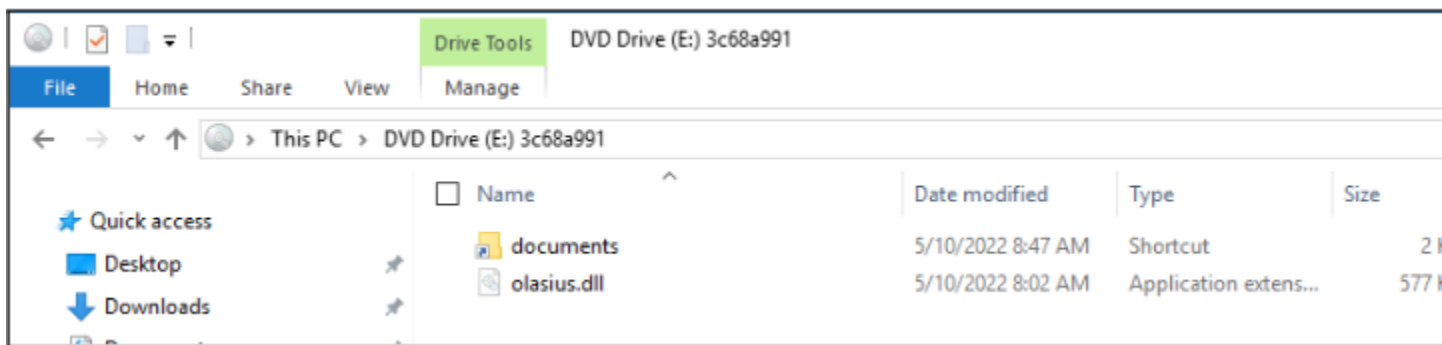 Drive Tools DVD Drive (E:) 3c68a991
File Home Share View Manage
This PC > DVD Drive (E:) 3c68a991
Name Date modified Type Size
Quick access
documents 5/10/2022 8:47 AM Shortcut 2
Desktop
olasius.dll 5/10/2022 8:02 AM Application extens... 577
Downloads